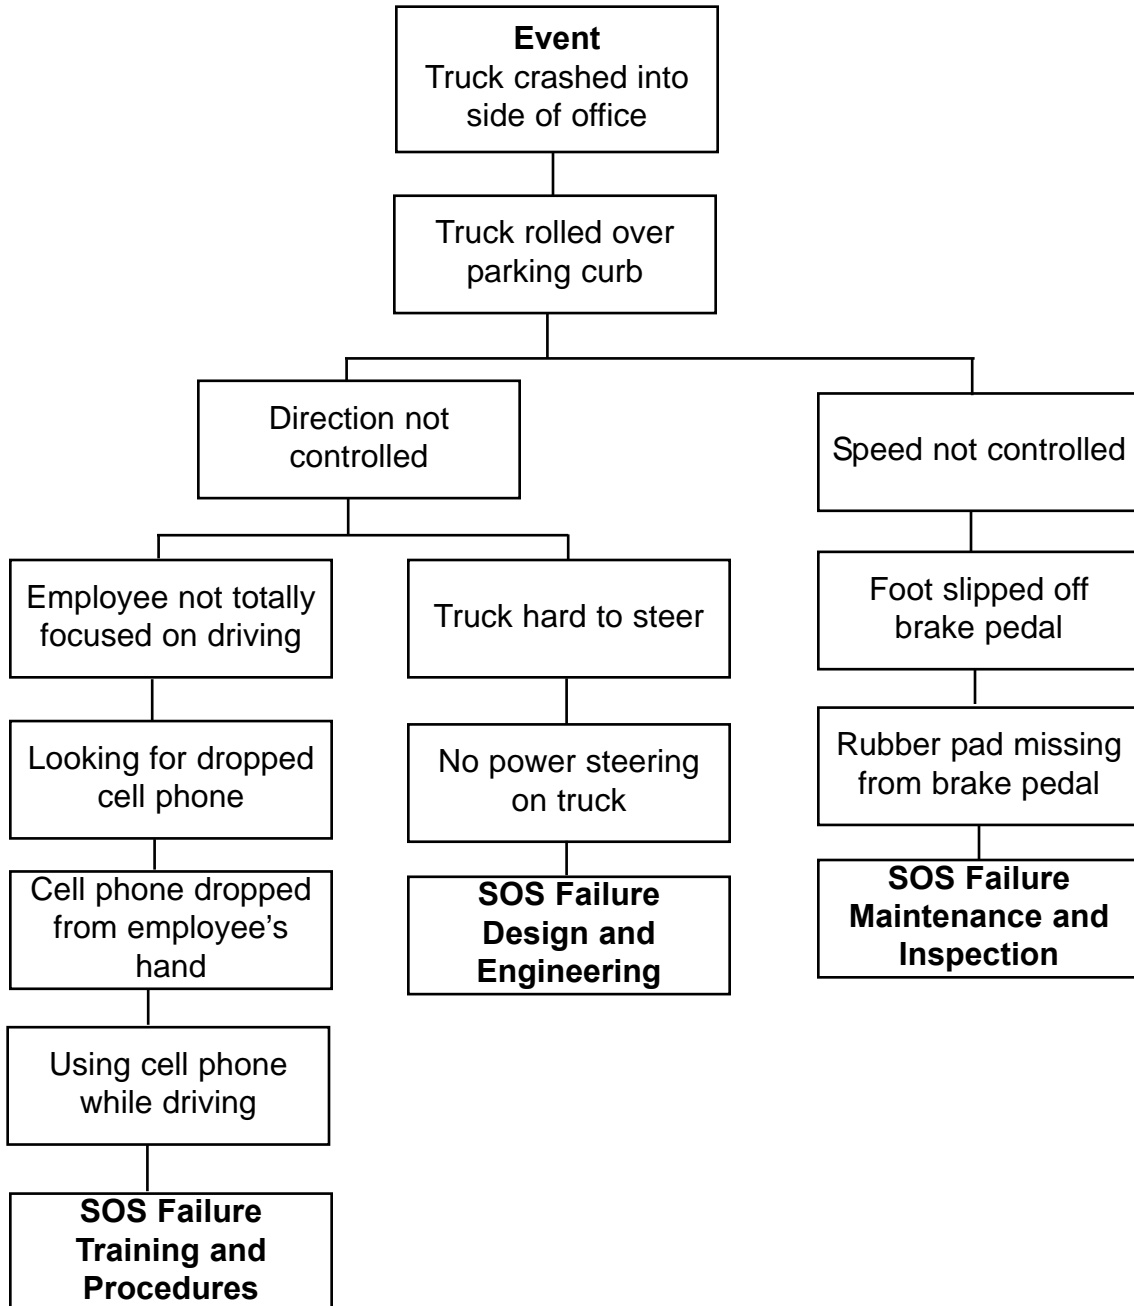 Event
Truck crashed into
side of office
Truck rolled over
parking curb
Direction not
controlled
Speed not controlled
Employee not totally
focused on driving
Truck hard to steer
Foot slipped off
brake pedal
Looking for dropped
cell phone
No power steering
on truck
Rubber pad missing
from brake pedal
Cell phone dropped
from employee’s
hand
SOS Failure
Design and
Engineering
SOS Failure
Maintenance and
Inspection
Using cell phone
while driving
SOS Failure
Training and
Procedures